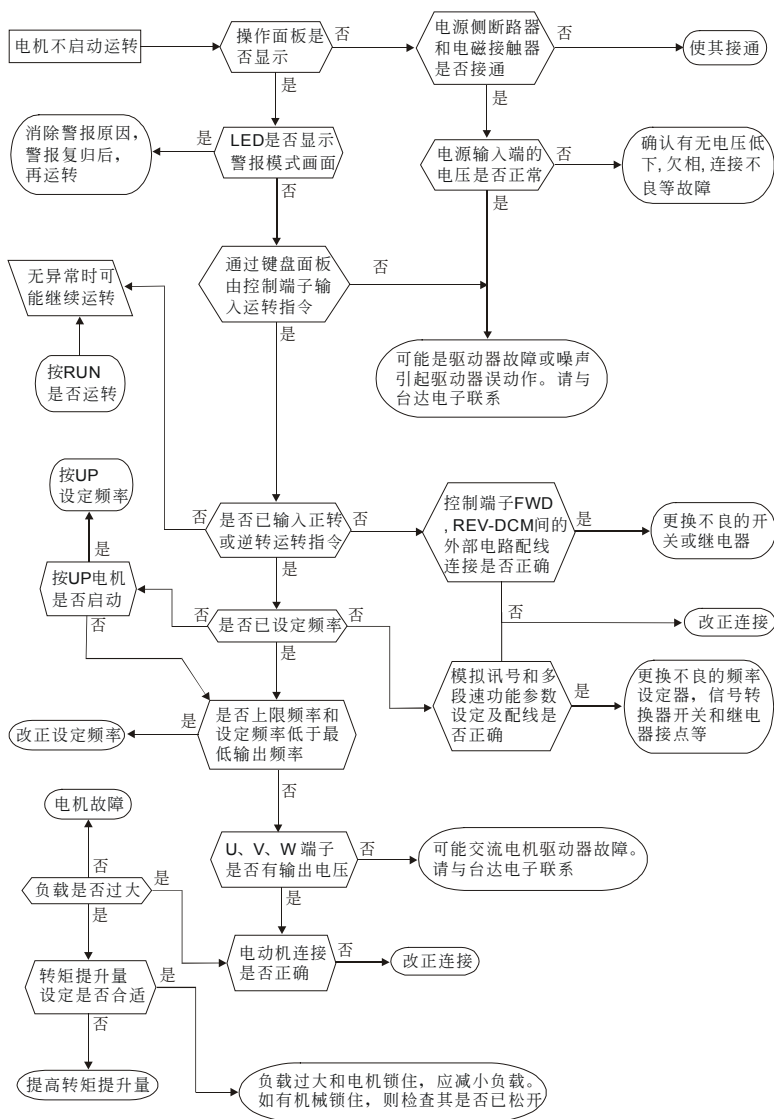 电机不启动运转
操作面板是
否显示
否
电源侧断路器
和电磁接触器
是否接通
否
使其接通
是
是
消除警报原因，
警报复归后，
再运转
是
LED是否显示
警报模式画面
否
电源输入端的
电压是否正常
否
确认有无电压低
下,欠相,连接不
良等故障
是
无异常时可
能继续运转
通过键盘面板
由控制端子输
入运转指令
否
是
按RUN
是否运转
可能是驱动器故障或噪声
引起驱动器误动作。请与
台达电子联系
按UP
设定频率
是
否
是否已输入正转
或逆转运转指令
否
控制端子FWD
, REV-DCM间的
外部电路配线
连接是否正确
是
更换不良的开
关或继电器
是
按UP电机
是否启动
否
否
是否已设定频率
否
否
改正连接
是
模拟讯号和多
段速功能参数
设定及配线是
否正确
是
更换不良的频率
设定器，信号转
换器开关和继电
器接点等
改正设定频率
是
是否上限频率和
设定频率低于最
低输出频率
否
电机故障
否
U、V、W 端子
是否有输出电压
否
可能交流电机驱动器故障。
请与台达电子联系
是
负载是否过大
是
是
电动机连接
是否正确
否
改正连接
转矩提升量
设定是否合适
是
否
提高转矩提升量
负载过大和电机锁住，应减小负载。
如有机械锁住，则检查其是否已松开